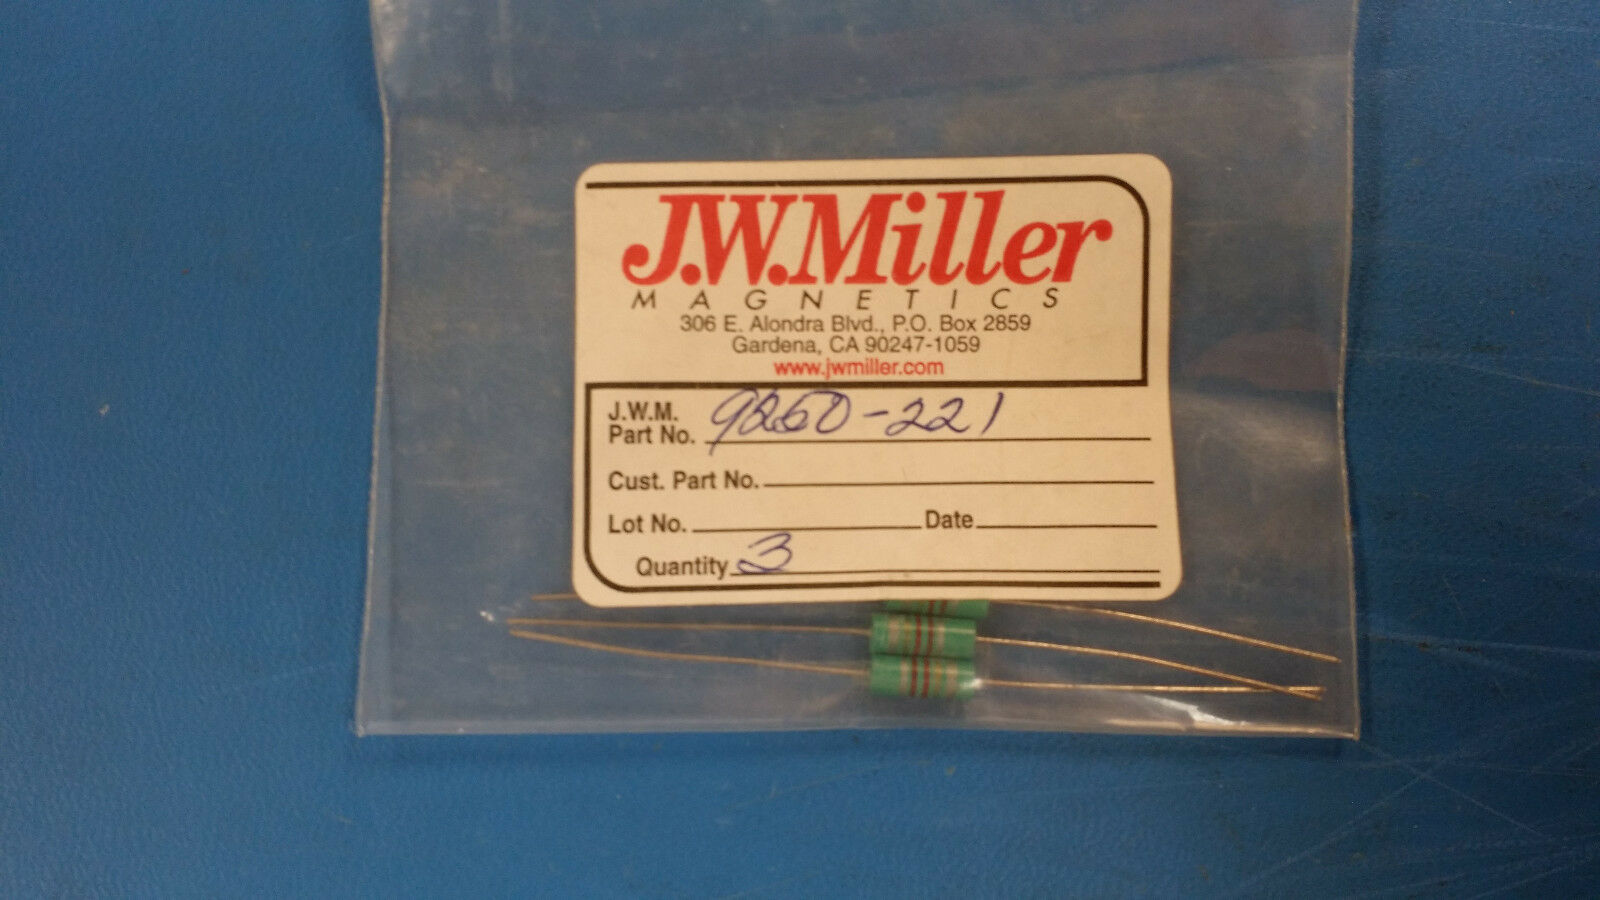 J.W.Miller
MAGNETICS
306 E. Alondra Blvd., P.O. Box 2859
Gardena, CA 90247-1059
www.jwmiller.com
J.W.M.
Part No. 9250-221
Cust. Part No.
Lot No. Date
Quantity 3